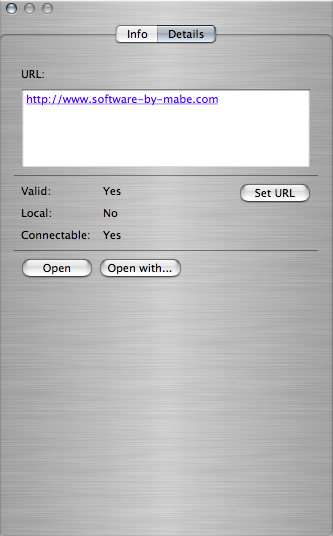 Info Details
URL:
http://www.software-by-mabe.com
Valid: Yes Set URL
Local: No
Connectable: Yes
Open Open with...